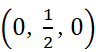 (0, 1/2, 0)